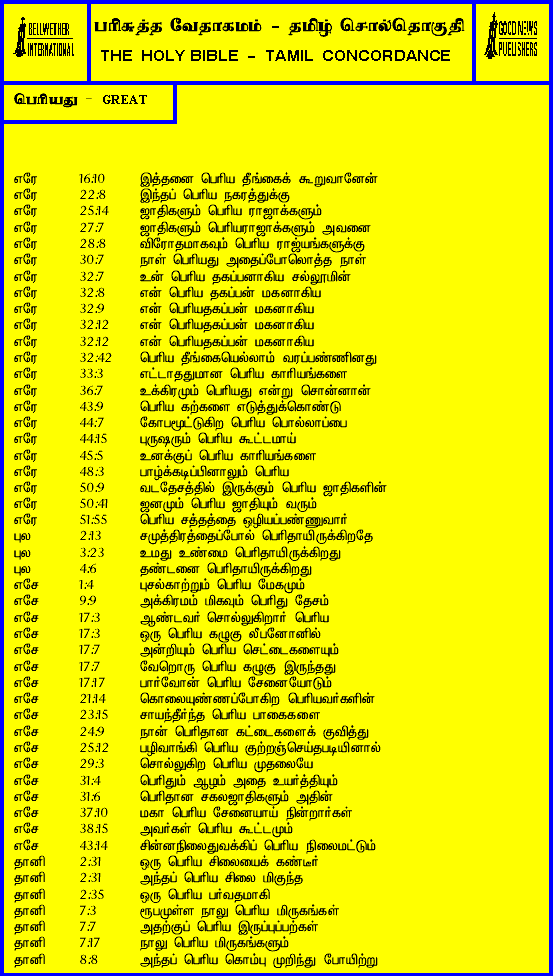 BELLWETHER
INTERNATIONAL
பரிசுத்த வேதாகமம் - தமிழ் சொல்தொகுதி
THE HOLY BIBLE - TAMIL CONCORDANCE
GOOD NEWS
PUBLISHERS
பெரியது - GREAT
எரே 16:10 இத்தனை பெரிய தீங்கைக் கூறுவானேன்
எரே 22:8 இந்தப் பெரிய நகரத்துக்கு
எரே 25:14 ஜாதிகளும் பெரிய ராஜாக்களும்
எரே 27:7 ஜாதிகளும் பெரியராஜாக்களும் அவனை
எரே 28:8 விரோதமாகவும் பெரிய ராஜ்யங்களுக்கு
எரே 30:7 நாள் பெரியது அதைப்போலொத்த நாள்
எரே 32:7 உன் பெரிய தகப்பனாகிய சல்லூமின்
எரே 32:8 என் பெரிய தகப்பன் மகனாகிய
எரே 32:9 என் பெரியதகப்பன் மகனாகிய
எரே 32:12 என் பெரியதகப்பன் மகனாகிய
எரே 32:12 என் பெரியதகப்பன் மகனாகிய
எரே 32:42 பெரிய தீங்கையெல்லாம் வரப்பண்ணினது
எரே 33:3 எட்டாததுமான பெரிய காரியங்களை
எரே 36:7 உக்கிரமும் பெரியது என்று சொன்னான்
எரே 43:9 பெரிய கற்களை எடுத்துக்கொண்டு
எரே 44:7 கோபமூட்டுகிற பெரிய பொல்லாப்பை
எரே 44:15 புருஷரும் பெரிய கூட்டமாய்
எரே 45:5 உனக்குப் பெரிய காரியங்களை
எரே 48:3 பாழ்க்கடிப்பினாலும் பெரிய
எரே 50:9 வடதேசத்தில் இருக்கும் பெரிய ஜாதிகளின்
எரே 50:41 ஜனமும் பெரிய ஜாதியும் வரும்
எரே 51:55 பெரிய சத்தத்தை ஒழியப்பண்ணுவார்
புல 2:13 சமுத்திரத்தைப்போல் பெரிதாயிருக்கிறதே
புல 3:23 உமது உண்மை பெரிதாயிருக்கிறது
புல 4:6 தண்டனை பெரிதாயிருக்கிறது
எசே 1:4 புசல்காற்றும் பெரிய மேகமும்
எசே 9:9 அக்கிரமம் மிகவும் பெரிது தேசம்
எசே 17:3 ஆண்டவர் சொல்லுகிறார் பெரிய
எசே 17:3 ஒரு பெரிய கழுகு லீபனோனில்
எசே 17:7 அன்றியும் பெரிய செட்டைகளையும்
எசே 17:7 வேறொரு பெரிய கழுகு இருந்தது
எசே 17:17 பார்வோன் பெரிய சேனையோடும்
எசே 21:14 கொலையுண்ணப்போகிற பெரியவர்களின்
எசே 23:15 சாயந்தீர்ந்த பெரிய பாகைகளை
எசே 24:9 நான் பெரிதான கட்டைகளைக் குவித்து
எசே 25:12 பழிவாங்கி பெரிய குற்றஞ்செய்தபடியினால்
எசே 29:3 சொல்லுகிற பெரிய முதலையே
எசே 31:4 பெரிதும் ஆழம் அதை உயர்த்தியும்
எசே 31:6 பெரிதான சகலஜாதிகளும் அதின்
எசே 37:10 மகா பெரிய சேனையாய் நின்றார்கள்
எசே 38:15 அவர்கள் பெரிய கூட்டமும்
எசே 43:14 சின்னநிலைதுவக்கிப் பெரிய நிலைமட்டும்
தானி 2:31 ஒரு பெரிய சிலையைக் கண்டீர்
தானி 2:31 அந்தப் பெரிய சிலை மிகுந்த
தானி 2:35 ஒரு பெரிய பர்வதமாகி
தானி 7:3 ரூபமுள்ள நாலு பெரிய மிருகங்கள்
தானி 7:7 அதற்குப் பெரிய இருப்புப்பற்கள்
தானி 7:17 நாலு பெரிய மிருகங்களும்
தானி 8:8 அந்தப் பெரிய கொம்பு முறிந்து போயிற்று